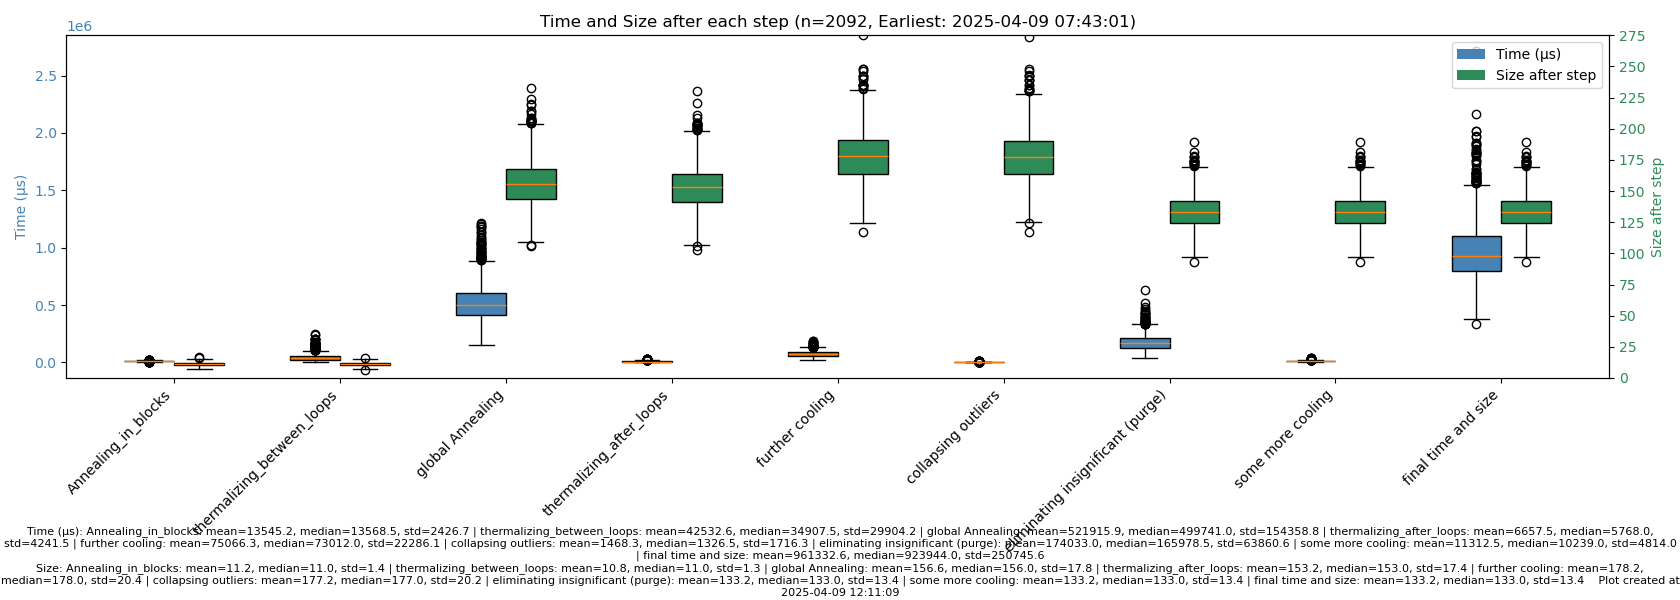 Time and Size after each step (n=2092, Earliest: 2025-04-09 07:43:01)
1e6
Time (µs)
2.5
2.0
1.5
1.0
0.5
0.0
Time (µs)
Size after step
275
250
225
200
175
150
125
100
75
50
25
0
Size after step
Annealing_in_blocks
thermalizing_between_loops
global Annealing
thermalizing_after_loops
further cooling
collapsing outliers
eliminating insignificant (purge)
some more cooling
final time and size
Time (µs): Annealing_in_blocks: mean=13545.2, median=13568.5, std=2426.7 | thermalizing_between_loops: mean=42532.6, median=34907.5, std=29904.2 | global Annealing: mean=521915.9, median=499741.0, std=154358.8 | thermalizing_after_loops: mean=6657.5, median=5768.0,
std=4241.5 | further cooling: mean=75066.3, median=73012.0, std=22286.1 | collapsing outliers: mean=1468.3, median=1326.5, std=1716.3 | eliminating insignificant (purge): mean=174033.0, median=165978.5, std=63860.6 | some more cooling: mean=11312.5, median=10239.0, std=4814.0
| final time and size: mean=961332.6, median=923944.0, std=250745.6
Size: Annealing_in_blocks: mean=11.2, median=11.0, std=1.4 | thermalizing_between_loops: mean=10.8, median=11.0, std=1.3 | global Annealing: mean=156.6, median=156.0, std=17.8 | thermalizing_after_loops: mean=153.2, median=153.0, std=17.4 | further cooling: mean=178.2,
median=178.0, std=20.4 | collapsing outliers: mean=177.2, median=177.0, std=20.2 | eliminating insignificant (purge): mean=133.2, median=133.0, std=13.4 | some more cooling: mean=133.2, median=133.0, std=13.4 | final time and size: mean=133.2, median=133.0, std=13.4 Plot created at
2025-04-09 12:11:09